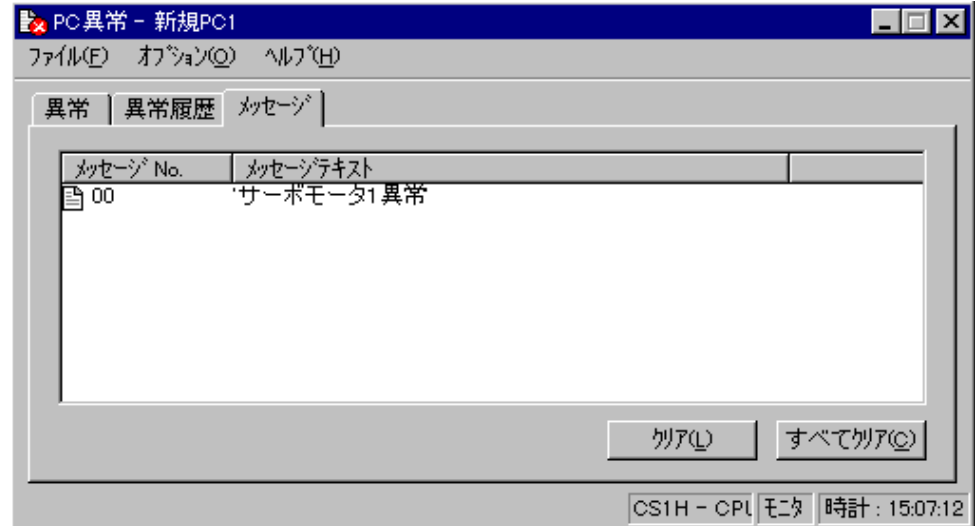 PC異常 - 新規PC1
ﾌｧｲﾙ(F) ｵﾌﾟｼｮﾝ(O) ﾍﾙﾌﾟ(H)
異常 異常履歴 ﾒｯｾｰｼﾞ
ﾒｯｾｰｼﾞ No. ﾒｯｾｰｼﾞﾃｷｽﾄ
00 'サーボモータ1異常
ｸﾘｱ(L) すべてｸﾘｱ(C)
CS1H - CPU ﾓﾆﾀ 時計 : 15:07:12